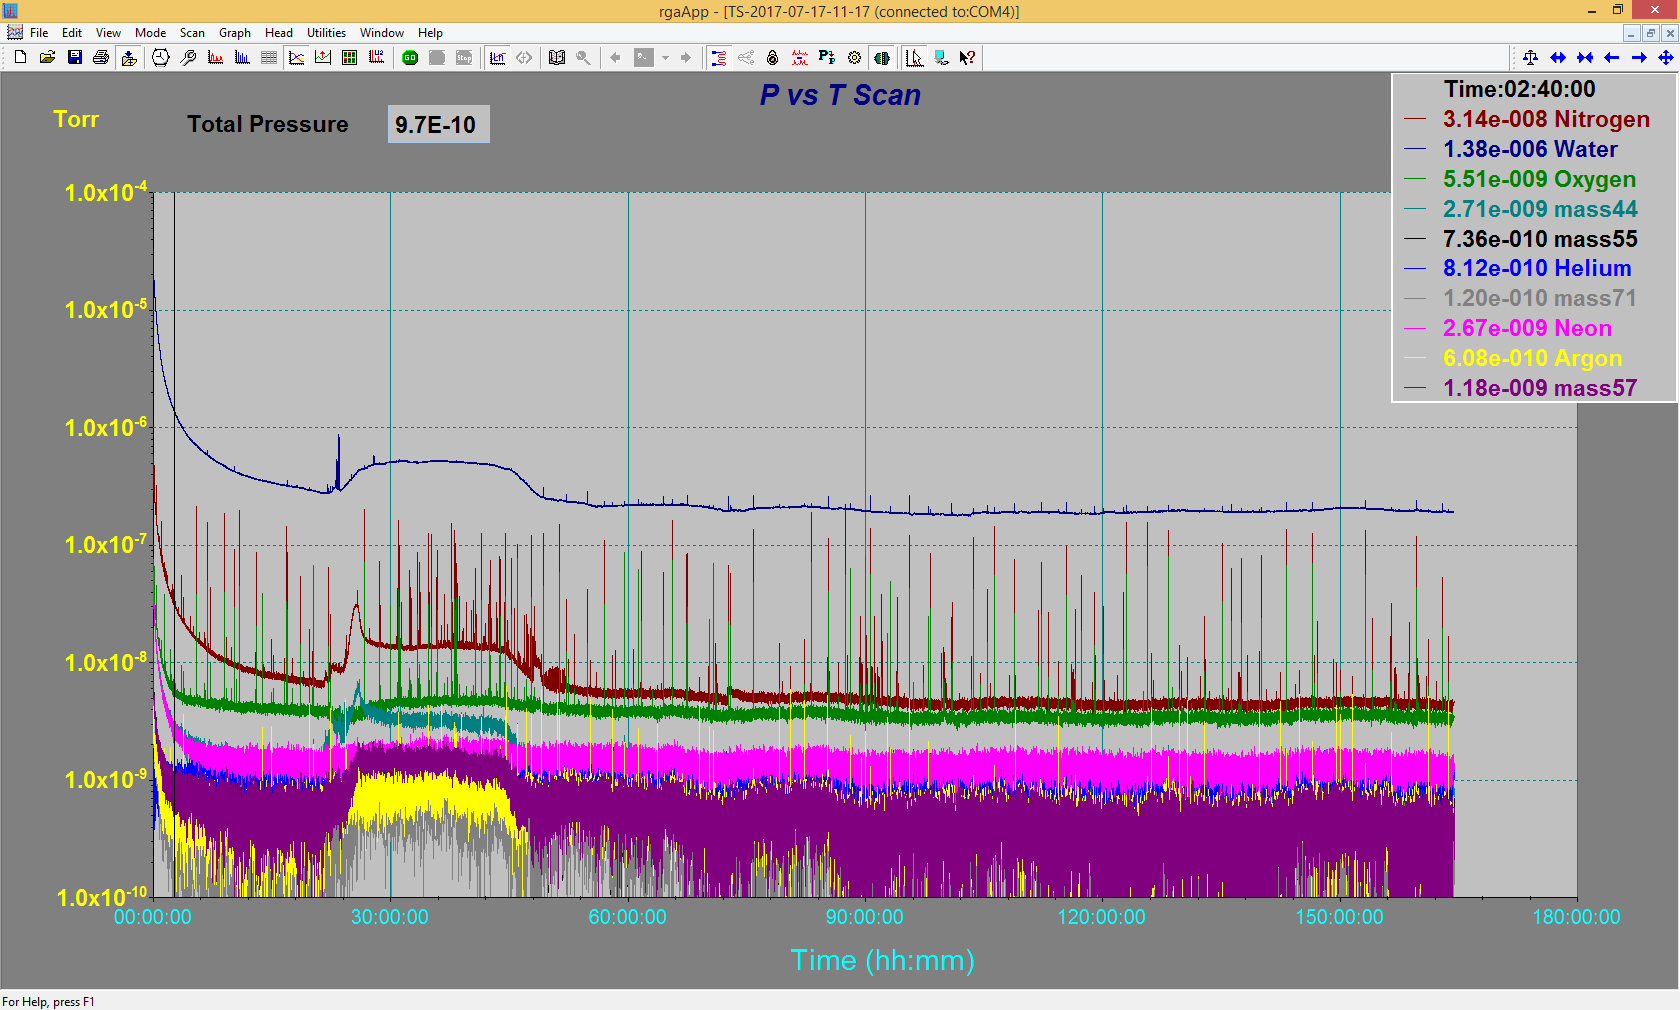 rgaApp - [TS-2017-07-17-11-17 (connected to:COM4)]
File Edit View Mode Scan Graph Head Utilities Window Help
P vs T Scan
Torr
Total Pressure 9.7E-10
Time:02:40:00
3.14e-008 Nitrogen
1.38e-006 Water
5.51e-009 Oxygen
2.71e-009 mass44
7.36e-010 mass55
8.12e-010 Helium
1.20e-010 mass71
2.67e-009 Neon
6.08e-010 Argon
1.18e-009 mass57
1.0x10-4
1.0x10-5
1.0x10-6
1.0x10-7
1.0x10-8
1.0x10-9
1.0x10-10
00:00:00 30:00:00 60:00:00 90:00:00 120:00:00 150:00:00 180:00:00
Time (hh:mm)
For Help, press F1